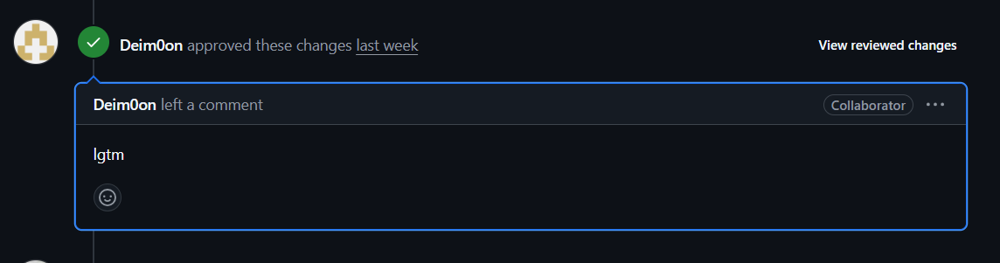 Deim0on approved these changes last week
View reviewed changes
Deim0on left a comment
Collaborator
lgtm